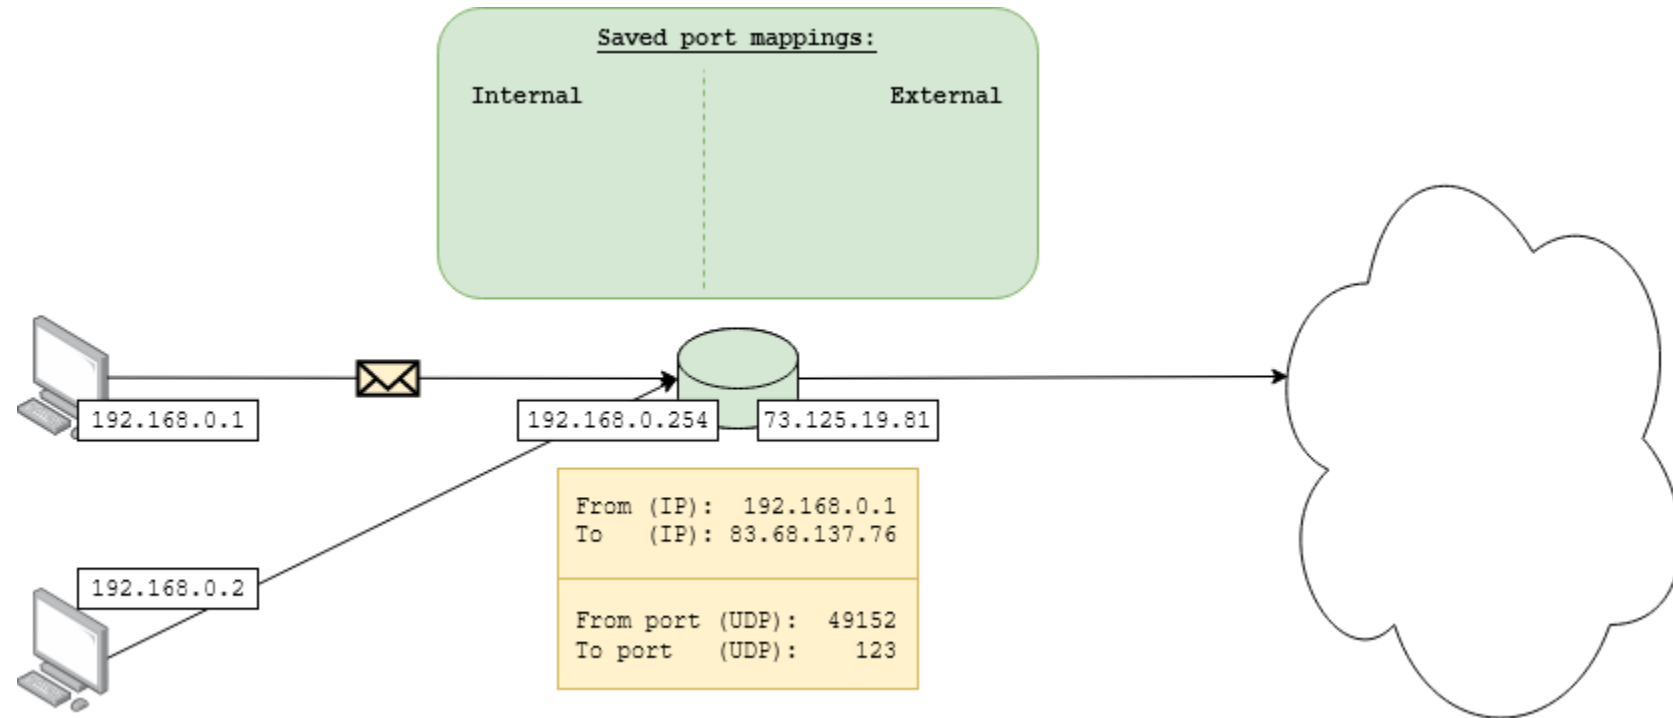 Saved port mappings:
Internal
External
192.168.0.1
192.168.0.254
73.125.19.81
From (IP): 192.168.0.1
To (IP): 83.68.137.76
192.168.0.2
From port (UDP): 49152
To port (UDP): 123